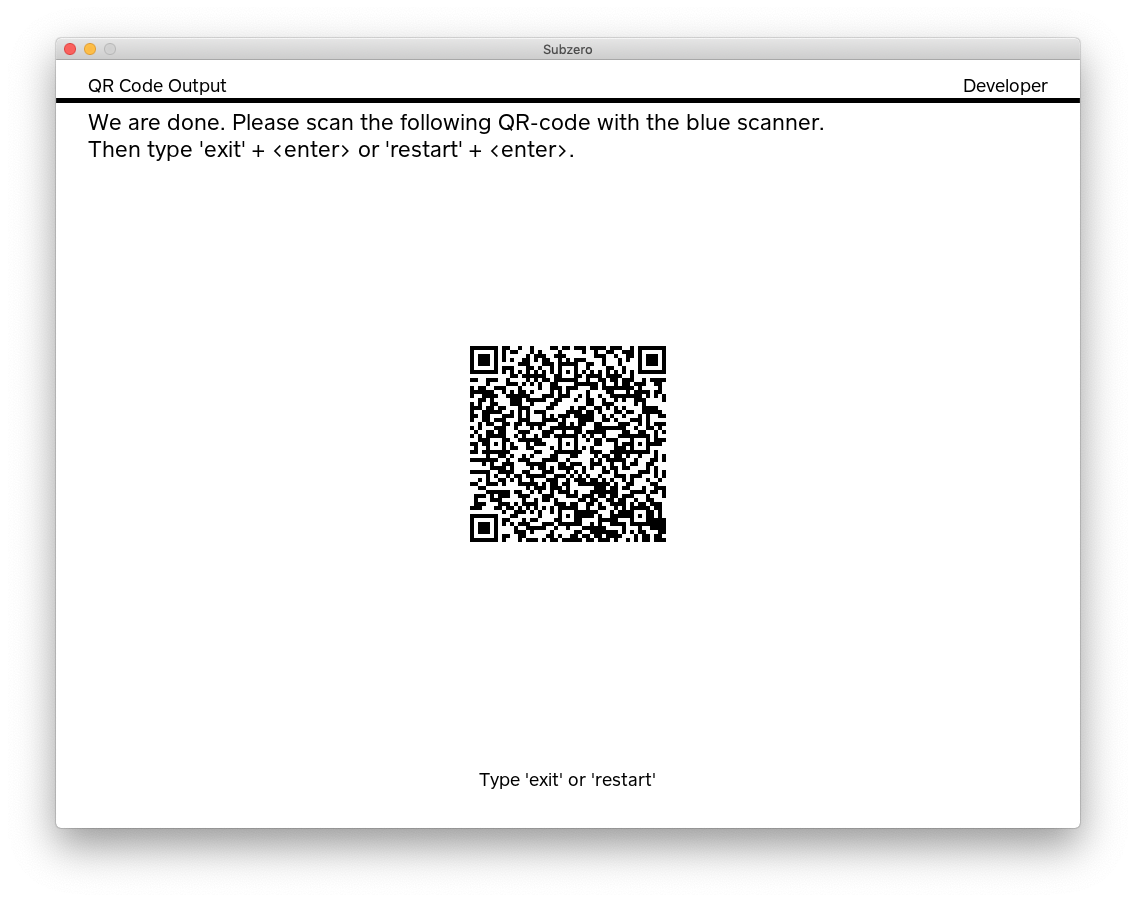 Subzero
QR Code Output
Developer
We are done. Please scan the following QR-code with the blue scanner.
Then type 'exit' + <enter> or 'restart' + <enter>.
Type 'exit' or 'restart'